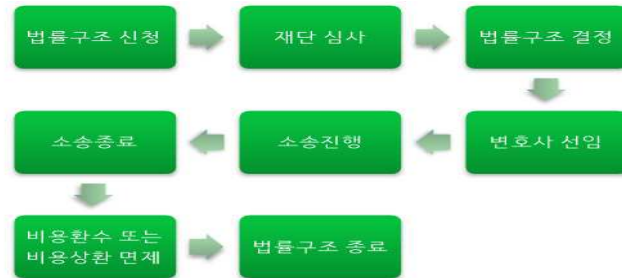 법률구조 신청
재단 심사
법률구조 결정
변호사 선임
소송진행
소송종료
비용환수 또는
비용상환 면제
법률구조 종료